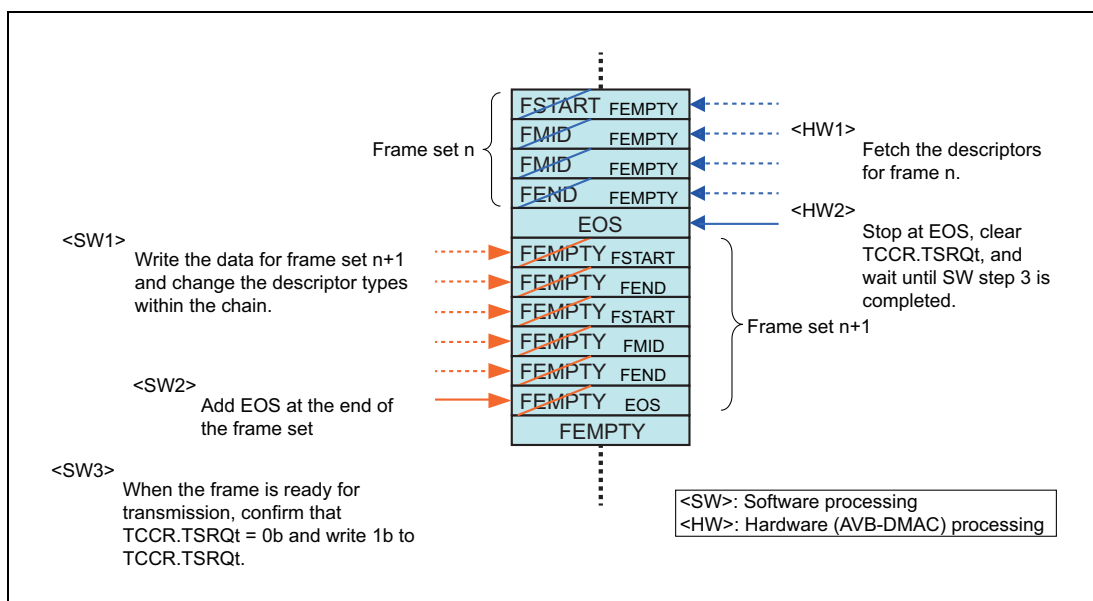 FSTART FEMPTY
FMID FEMPTY
FMID FEMPTY
FEND FEMPTY
EOS
FEMPTY FSTART
FEMPTY FEND
FEMPTY FSTART
FEMPTY FMID
FEMPTY FEND
FEMPTY EOS
FEMPTY
Frame set n
<HW1>
Fetch the descriptors
for frame n.
<HW2>
Stop at EOS, clear
TCCR.TSRQt, and
wait until SW step 3 is
completed.
Frame set n+1
<SW1>
Write the data for frame set n+1
and change the descriptor types
within the chain.
<SW2>
Add EOS at the end of
the frame set
<SW3>
When the frame is ready for
transmission, confirm that
TCCR.TSRQt = 0b and write 1b to
TCCR.TSRQt.
<SW>: Software processing
<HW>: Hardware (AVB-DMAC) processing